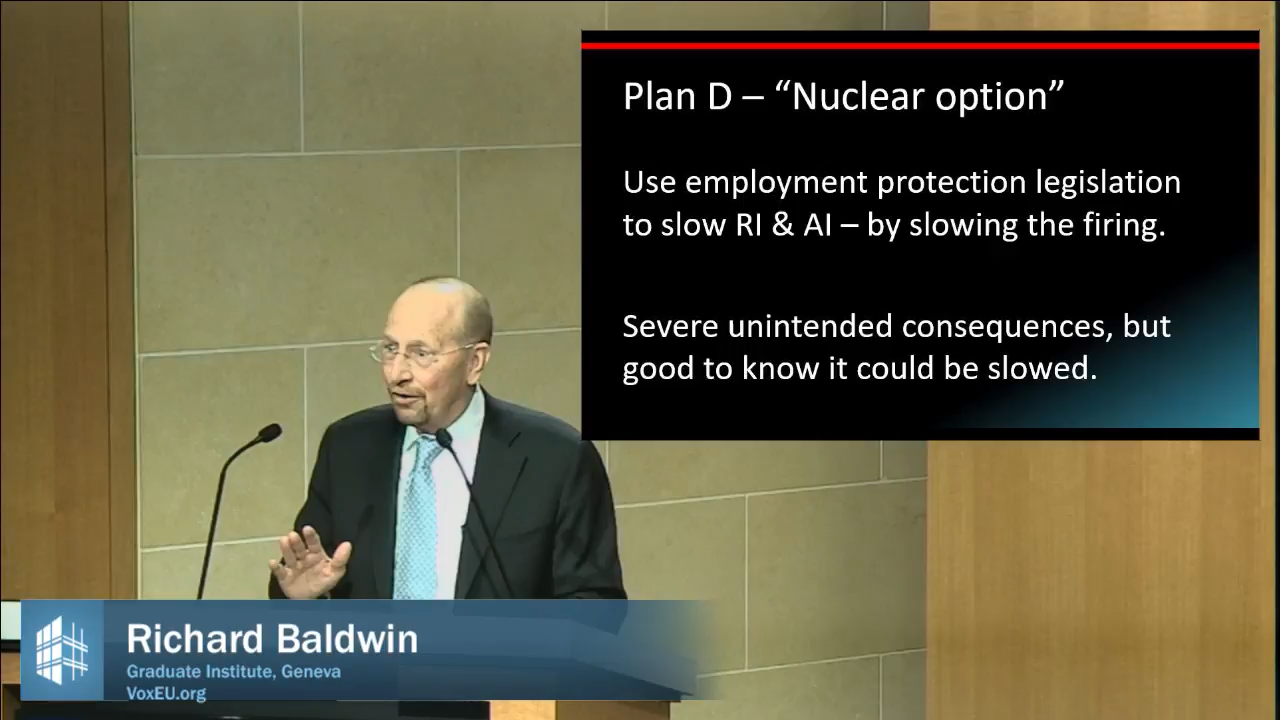 Plan D – “Nuclear option”
Use employment protection legislation
to slow RI & AI – by slowing the firing.
Severe unintended consequences, but
good to know it could be slowed.
Richard Baldwin
Graduate Institute, Geneva
VoxEU.org